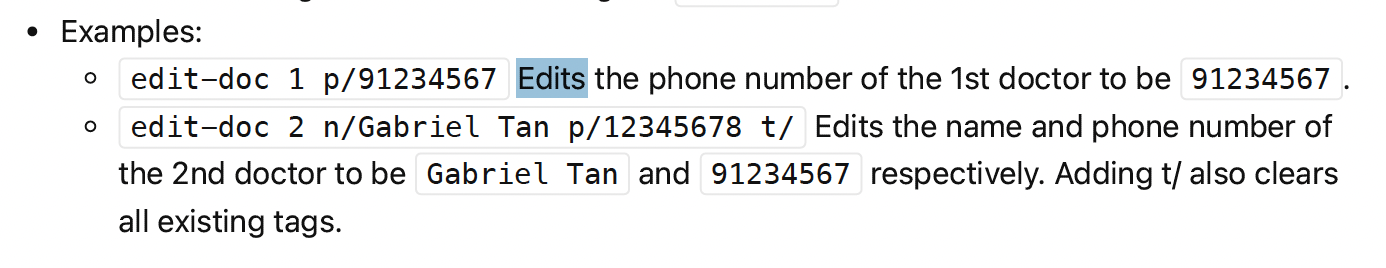 • Examples:
○ edit-doc 1 p/91234567 Edits the phone number of the 1st doctor to be 91234567.
○ edit-doc 2 n/Gabriel Tan p/12345678 t/ Edits the name and phone number of
the 2nd doctor to be Gabriel Tan and 91234567 respectively. Adding t/ also clears
all existing tags.